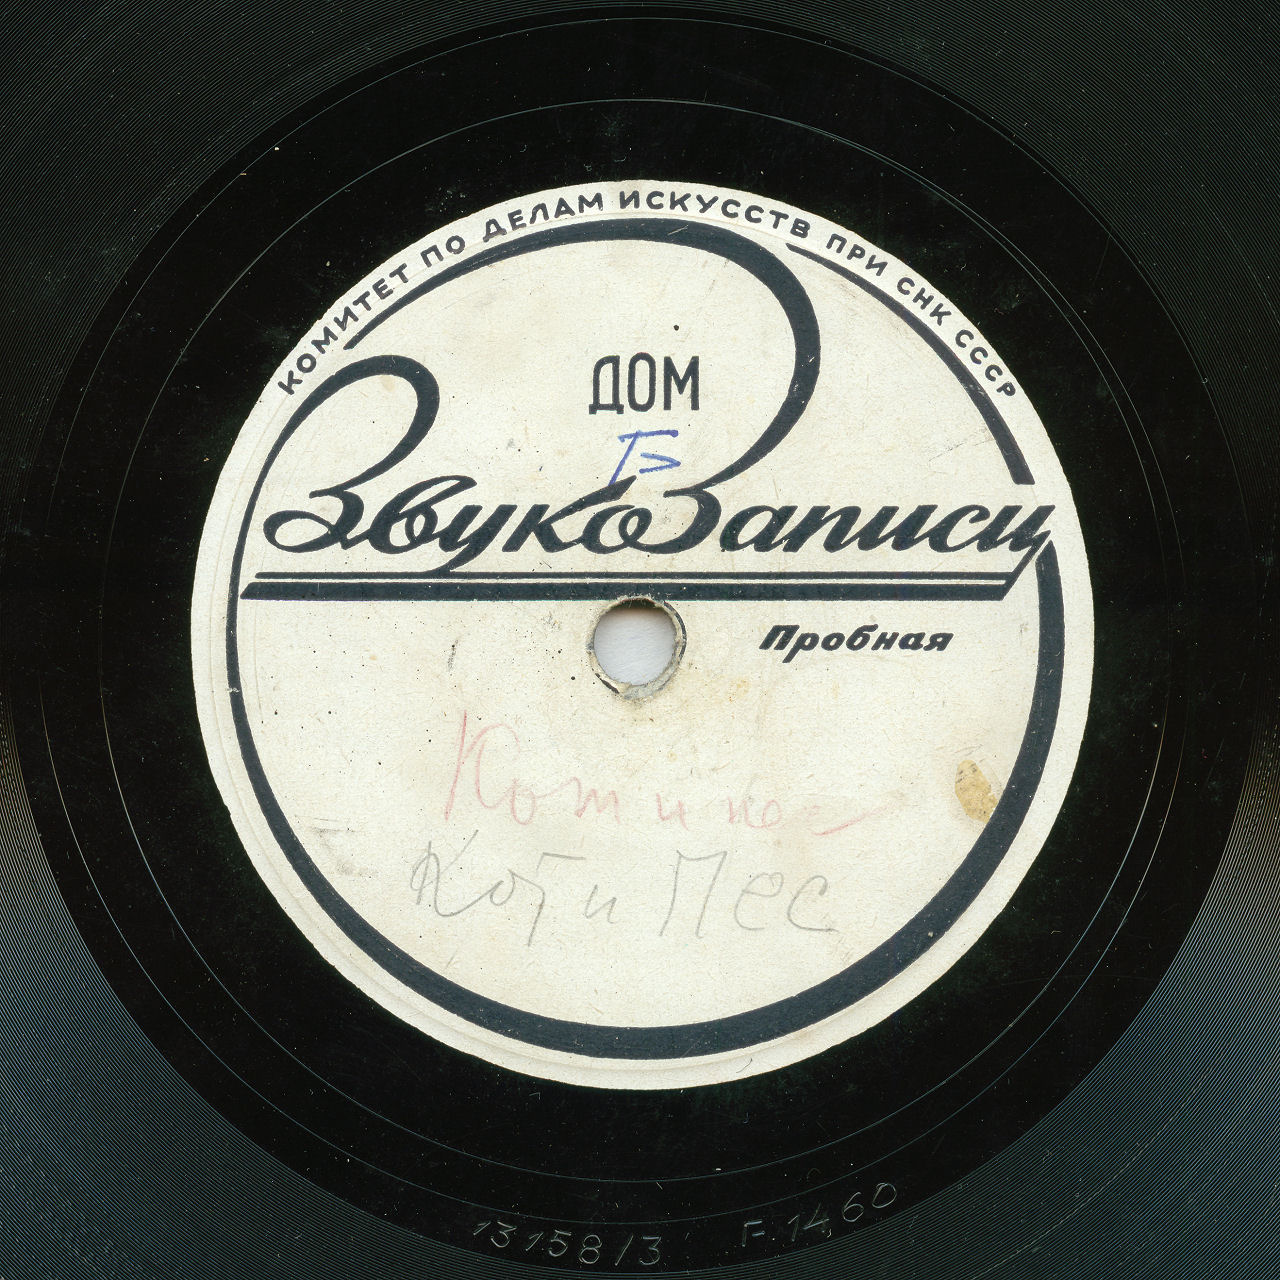 КОМИТЕТ ПО ДЕЛАМ ИСКУССТВ ПРИ СНК СССР
ДОМ
ЗвукоЗаписи
Пробная
Кот и Пес
13158/3 F-1460